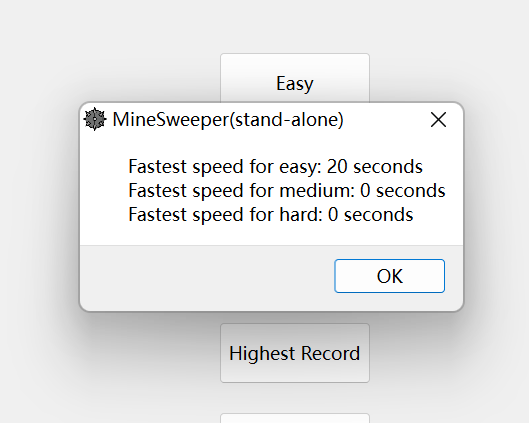 Easy
MineSweeper(stand-alone)
Fastest speed for easy: 20 seconds
Fastest speed for medium: 0 seconds
Fastest speed for hard: 0 seconds
OK
Highest Record